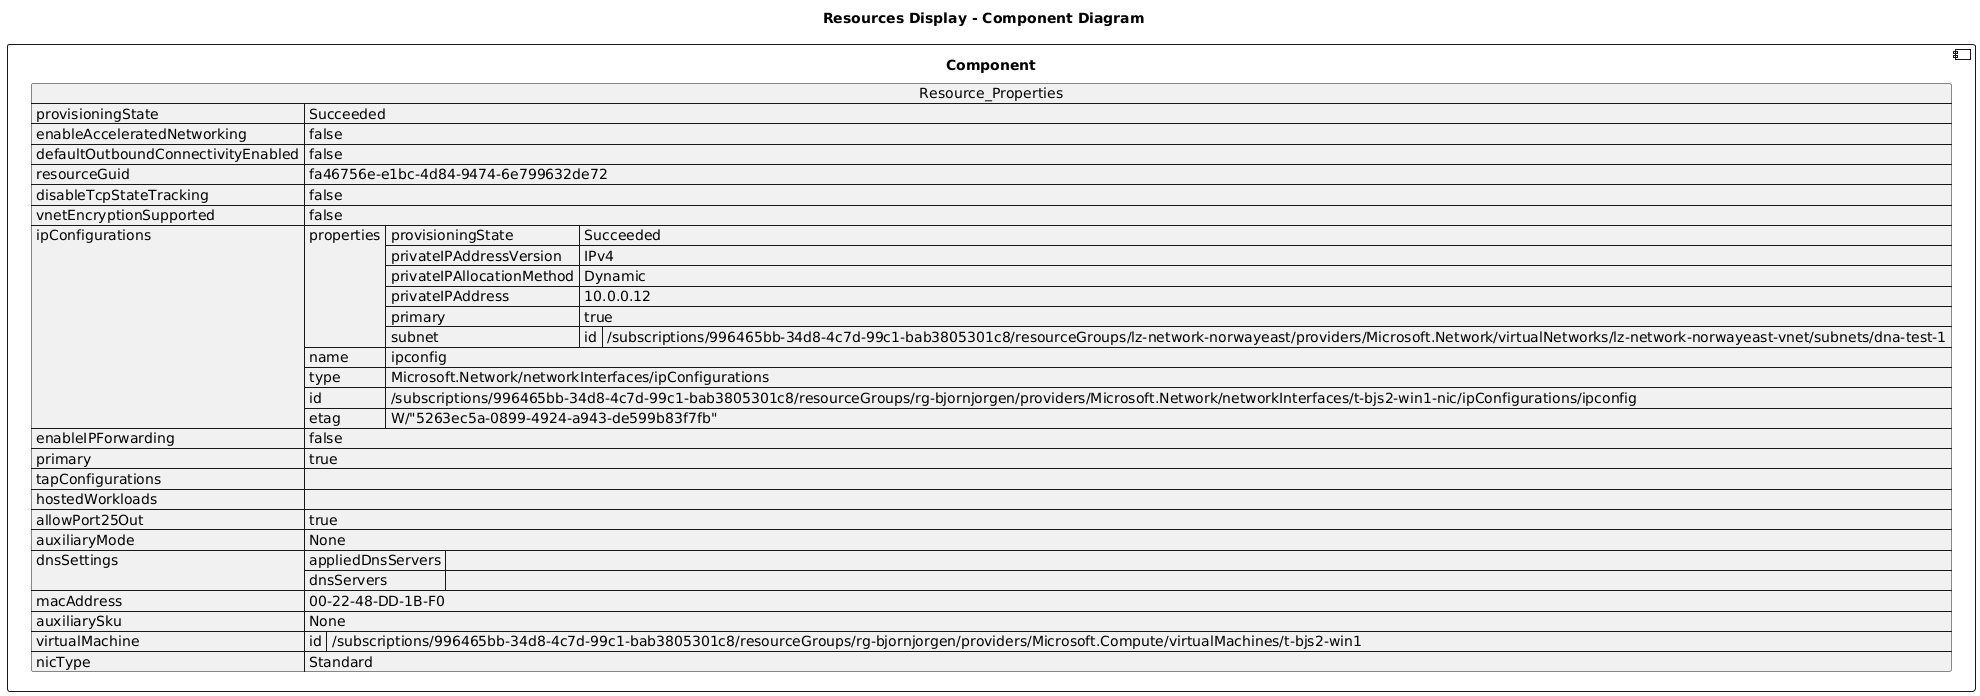 Resources Display - Component Diagram
Component
Resource_Properties
provisioningState Succeeded
enableAcceleratedNetworking false
defaultOutboundConnectivityEnabled false
resourceGuid fa46756e-e1bc-4d84-9474-6e799632de72
disableTcpStateTracking false
vnetEncryptionSupported false
ipConfigurations properties provisioningState Succeeded
privateIPAddressVersion IPv4
privateIPAllocationMethod Dynamic
privateIPAddress 10.0.0.12
primary true
subnet id /subscriptions/996465bb-34d8-4c7d-99c1-bab3805301c8/resourceGroups/lz-network-norwayeast/providers/Microsoft.Network/virtualNetworks/lz-network-norwayeast-vnet/subnets/dna-test-1
name ipconfig
type Microsoft.Network/networkInterfaces/ipConfigurations
id /subscriptions/996465bb-34d8-4c7d-99c1-bab3805301c8/resourceGroups/rg-bjornjorgen/providers/Microsoft.Network/networkInterfaces/t-bjs2-win1-nic/ipConfigurations/ipconfig
etag W/"5263ec5a-0899-4924-a943-de599b83f7fb"
enableIPForwarding false
primary true
tapConfigurations
hostedWorkloads
allowPort25Out true
auxiliaryMode None
dnsSettings appliedDnsServers
dnsServers
macAddress 00-22-48-DD-1B-F0
auxiliarySku None
virtualMachine id /subscriptions/996465bb-34d8-4c7d-99c1-bab3805301c8/resourceGroups/rg-bjornjorgen/providers/Microsoft.Compute/virtualMachines/t-bjs2-win1
nicType Standard